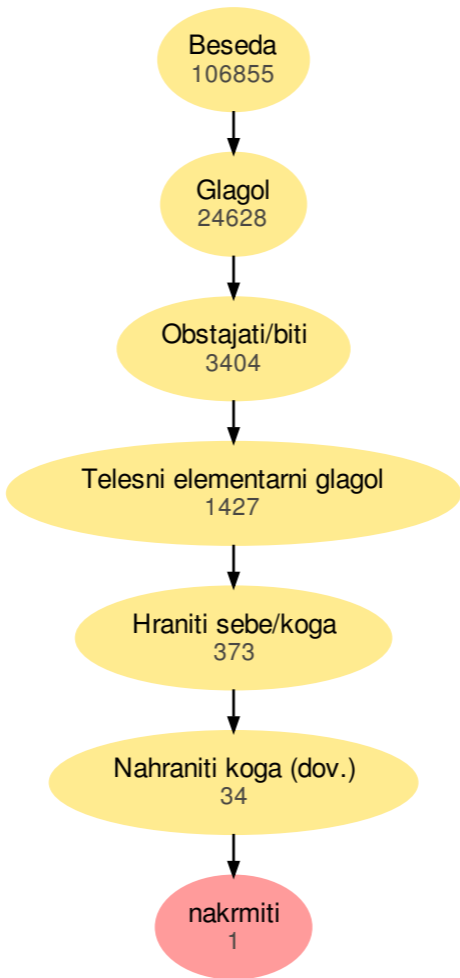 Beseda
106855
Glagol
24628
Obstajati/biti
3404
Telesni elementarni glagol
1427
Hraniti sebe/koga
373
Nahraniti koga (dov.)
34
nakrmiti
1